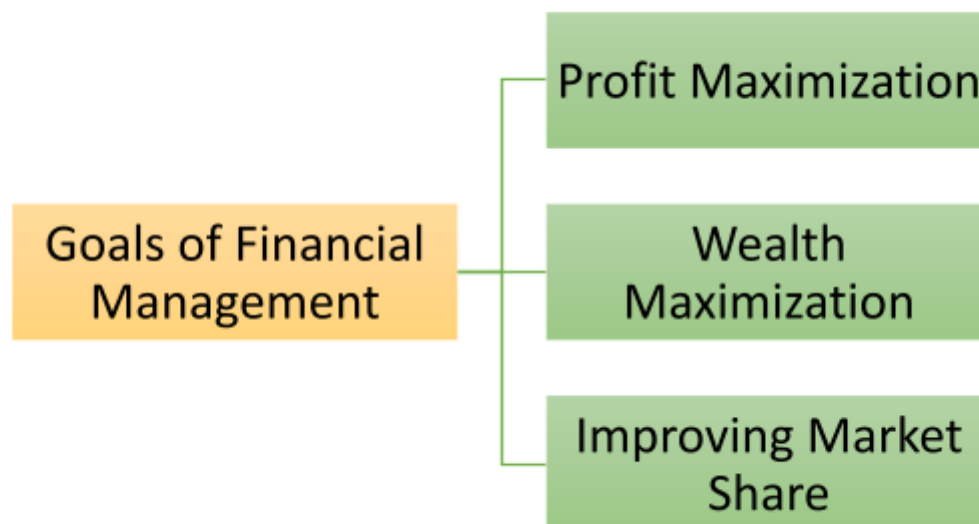 Profit Maximization
Goals of Financial
Management
Wealth
Maximization
Improving Market
Share